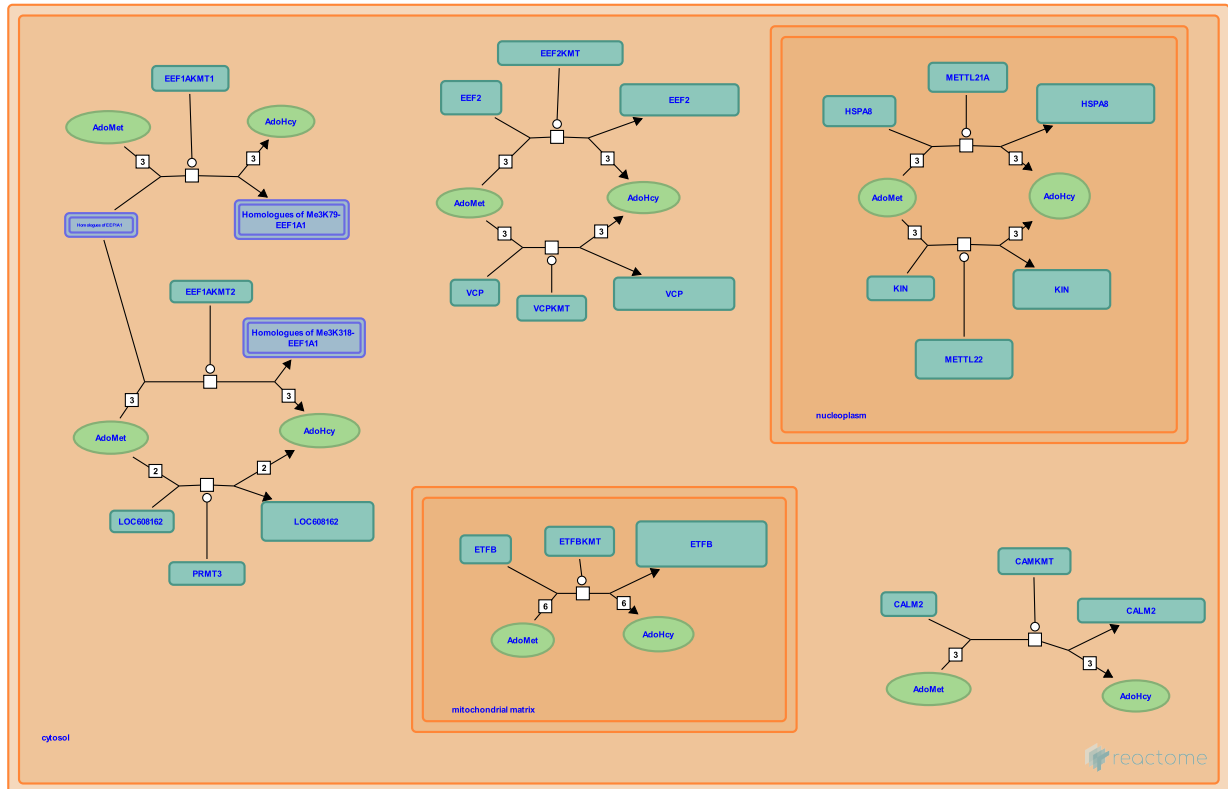 EEF1AKMT1
AdoMet
AdoHcy
3
3
Homologues of EEF1A1
Homologues of Me3K79-
EEF1A1
EEF1AKMT2
Homologues of Me3K318-
EEF1A1
3
3
AdoMet
AdoHcy
2
2
LOC608162
LOC608162
PRMT3
EEF2KMT
EEF2
EEF2
3
3
AdoMet
AdoHcy
3
3
VCP
VCPKMT
VCP
METTL21A
HSPA8
HSPA8
3
3
AdoMet
AdoHcy
3
3
KIN
KIN
METTL22
nucleoplasm
ETFB
ETFBKMT
ETFB
6
6
AdoMet
AdoHcy
mitochondrial matrix
CAMKMT
CALM2
CALM2
3
3
AdoMet
AdoHcy
cytosol
reactome